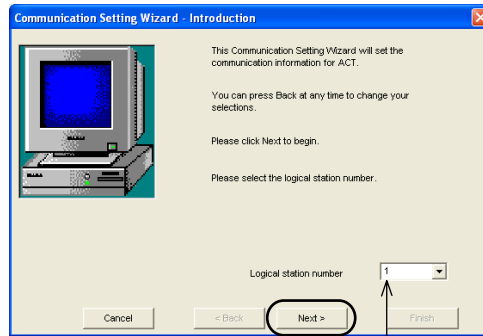 Communication Setting Wizard - Introduction
This Communication Setting Wizard will set the
communication information for ACT.
You can press Back at any time to change your
selections.
Please click Next to begin.
Please select the logical station number.
Logical station number
1
Cancel
< Back
Next >
Finish